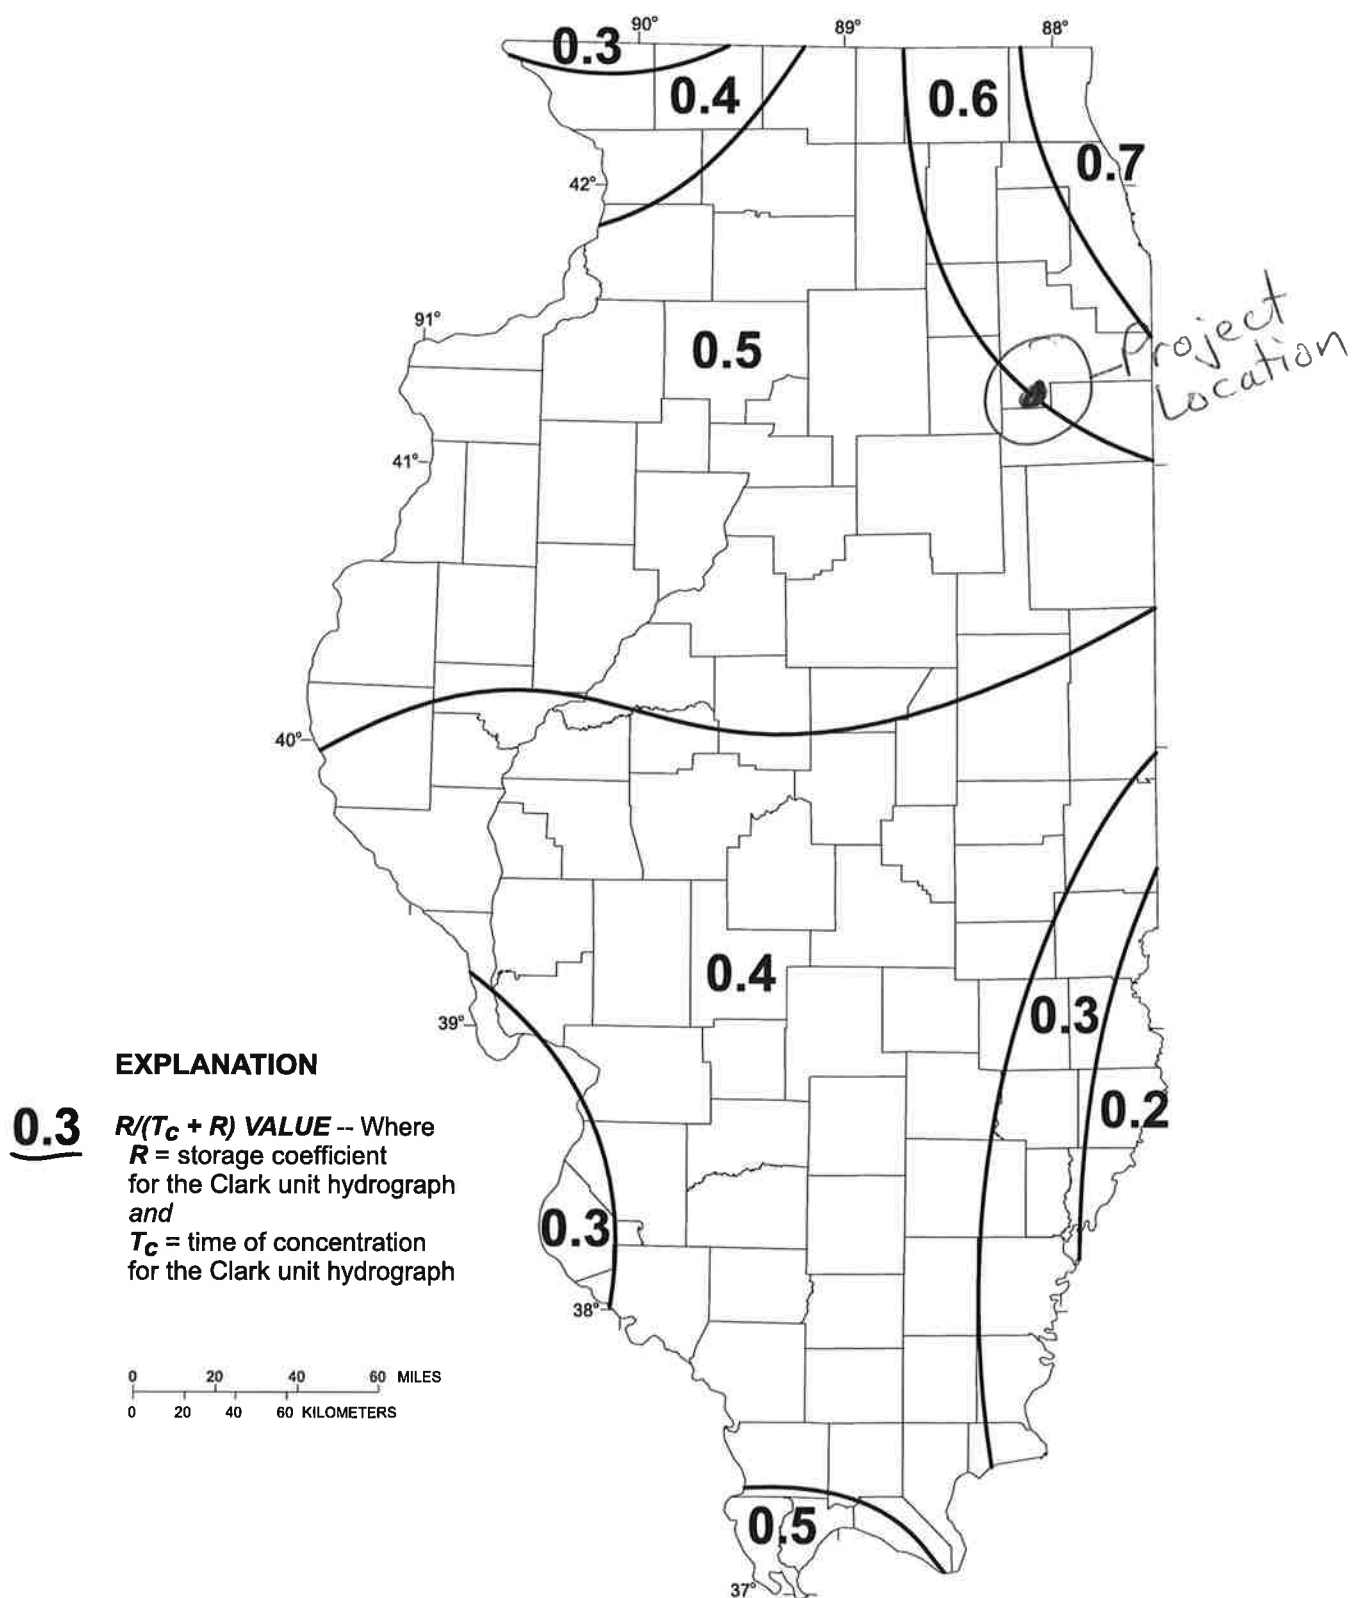 90°
89°
88°
0.3
0.4
0.6
0.7
42°
Project
Location
91°
0.5
41°
40°
0.4
39°
0.3
EXPLANATION
0.3
R/(Tc + R) VALUE -- Where
R = storage coefficient
for the Clark unit hydrograph
and
Tc = time of concentration
for the Clark unit hydrograph
0.2
0.3
38°
0 20 40 60 MILES
0 20 40 60 KILOMETERS
0.5
37°